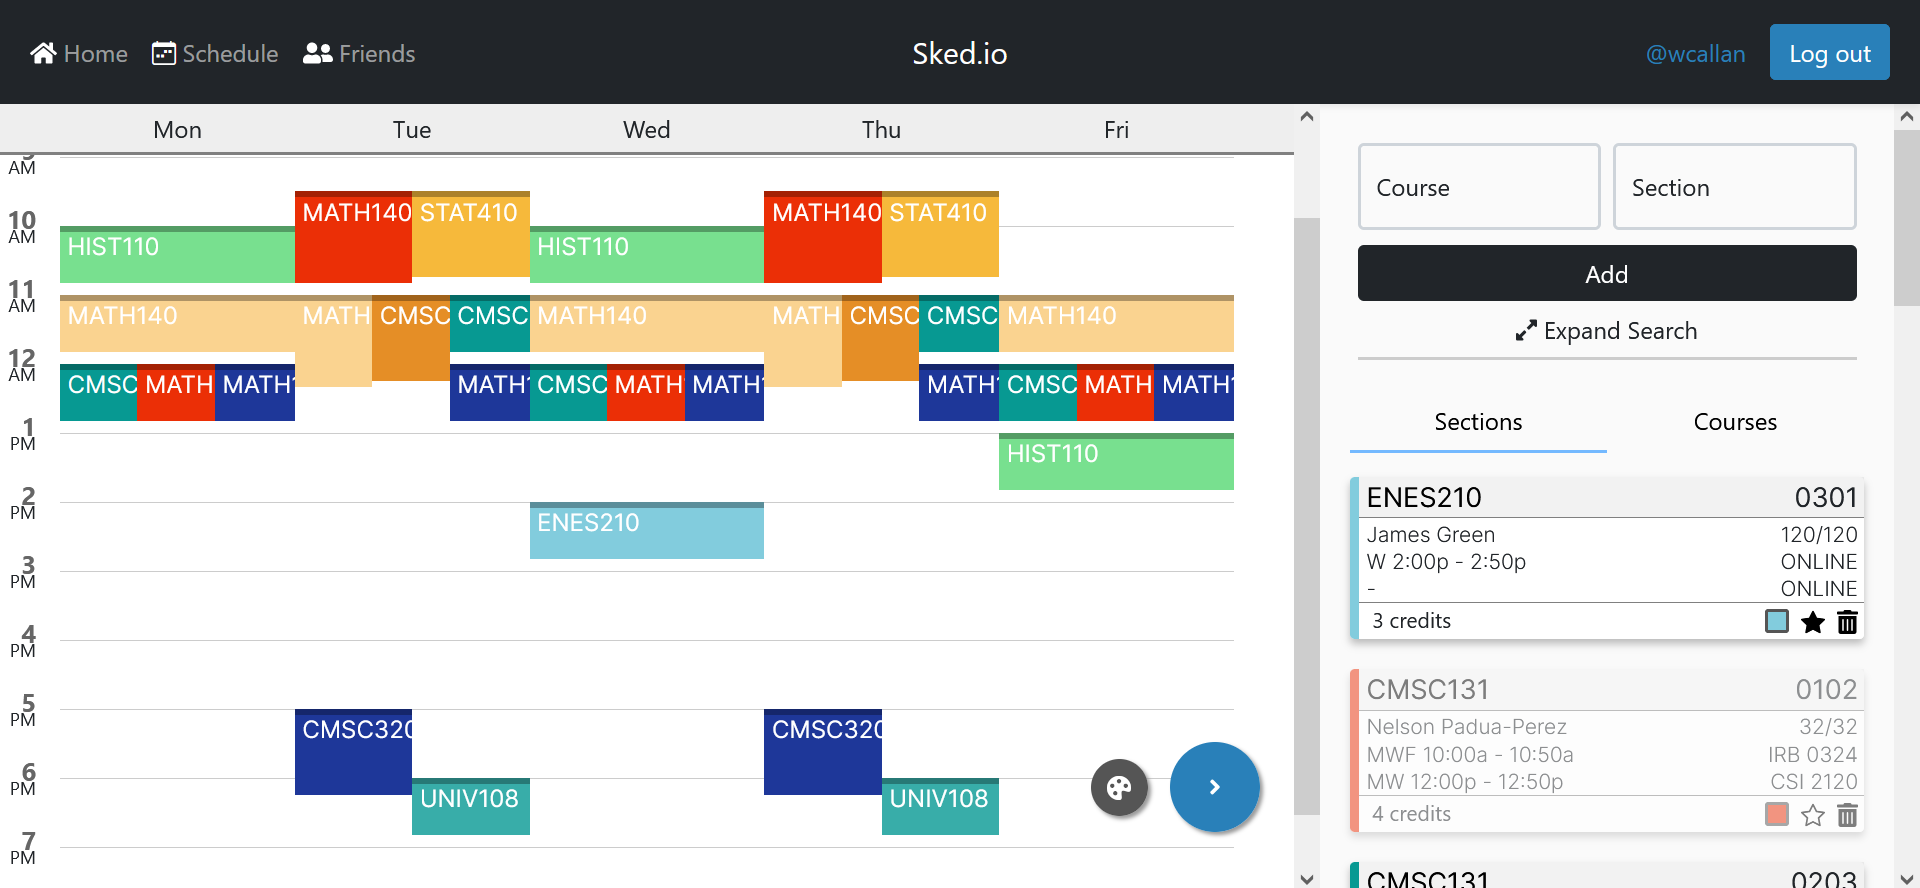 Home Schedule Friends Sked.io @wcallan Log out
Mon Tue Wed Thu Fri
AM
10 AM
11 AM
12 AM
1 PM
2 PM
3 PM
4 PM
5 PM
6 PM
7 PM
MATH140 STAT410 MATH140 STAT410
HIST110 HIST110
MATH140 MATH CMSC CMSC MATH140 MATH CMSC CMSC MATH140
CMSC MATH MATH1 MATH1 CMSC MATH MATH1 MATH1 CMSC MATH MATH1
HIST110
ENES210
CMSC320 CMSC320
UNIV108 UNIV108
Course Section
Add
Expand Search
Sections Courses
ENES210 0301
James Green 120/120
W 2:00p - 2:50p ONLINE
- ONLINE
3 credits
CMSC131 0102
Nelson Padua-Perez 32/32
MWF 10:00a - 10:50a IRB 0324
MW 12:00p - 12:50p CSI 2120
4 credits
CMSC131 0203